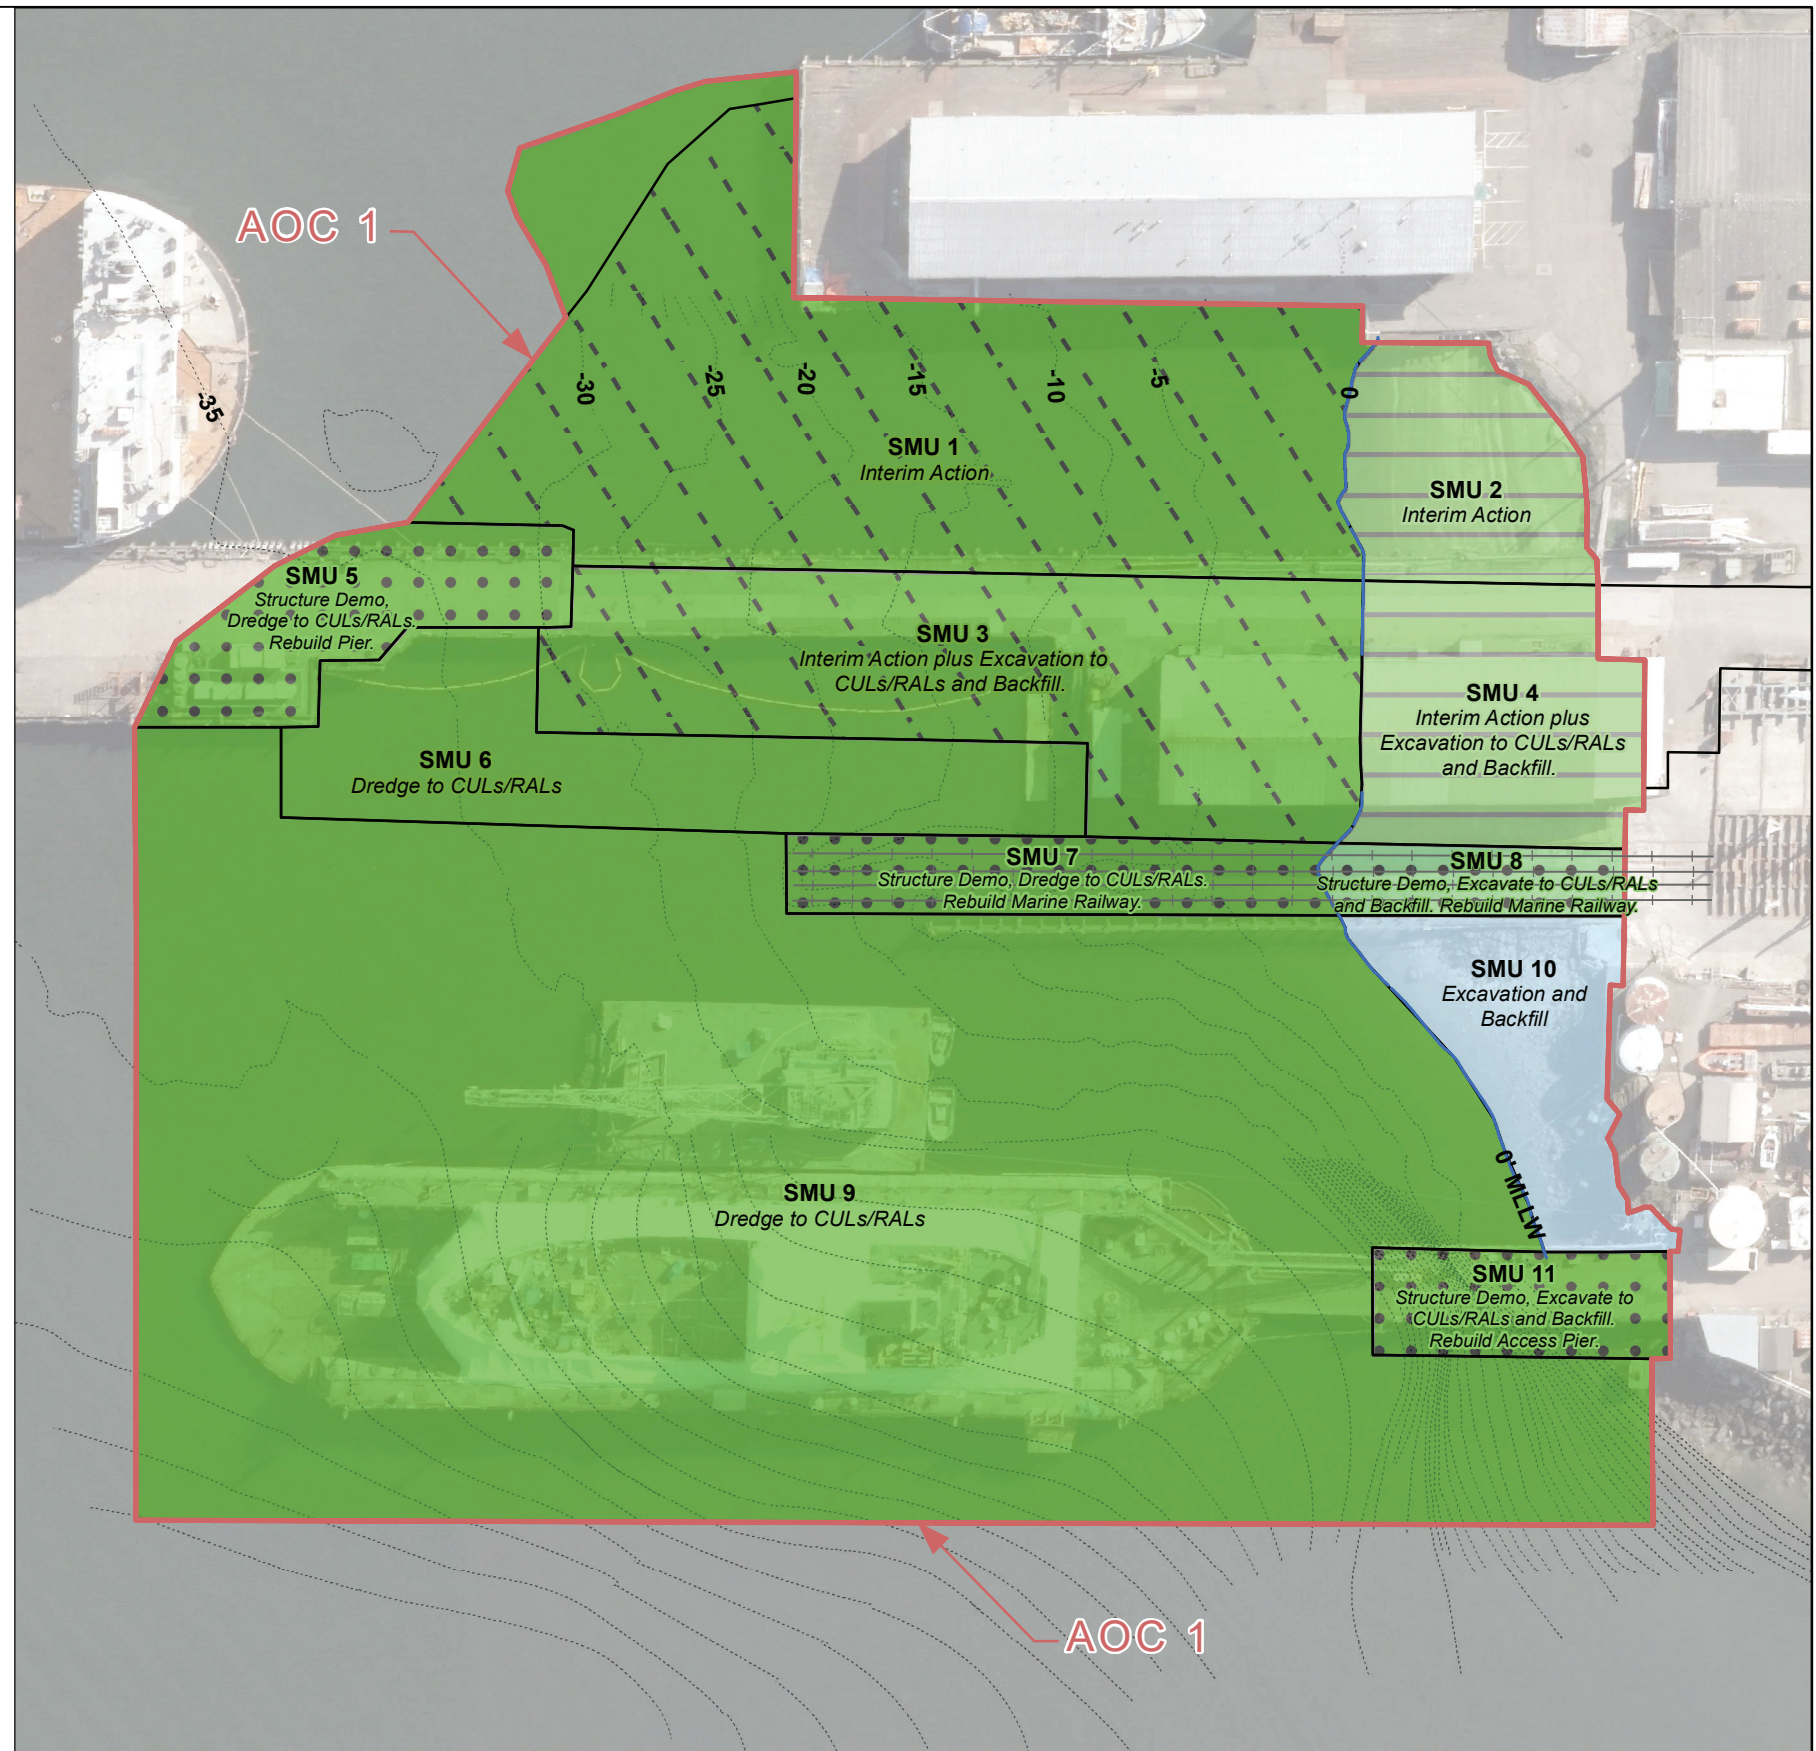 AOC 1
-35
-30
-25
-20
-15
-10
-5
0
SMU 1
Interim Action
SMU 2
Interim Action
SMU 5
Structure Demo,
Dredge to CULs/RALs.
Rebuild Pier.
SMU 3
Interim Action plus Excavation to
CULs/RALs and Backfill.
SMU 4
Interim Action plus
Excavation to CULs/RALs
and Backfill.
SMU 6
Dredge to CULs/RALs
SMU 7
Structure Demo, Dredge to CULs/RALs.
Rebuild Marine Railway.
SMU 8
Structure Demo, Excavate to CULs/RALs
and Backfill. Rebuild Marine Railway.
SMU 10
Excavation and
Backfill
0' MLLW
SMU 9
Dredge to CULs/RALs
SMU 11
Structure Demo, Excavate to
CULs/RALs and Backfill.
Rebuild Access Pier.
AOC 1